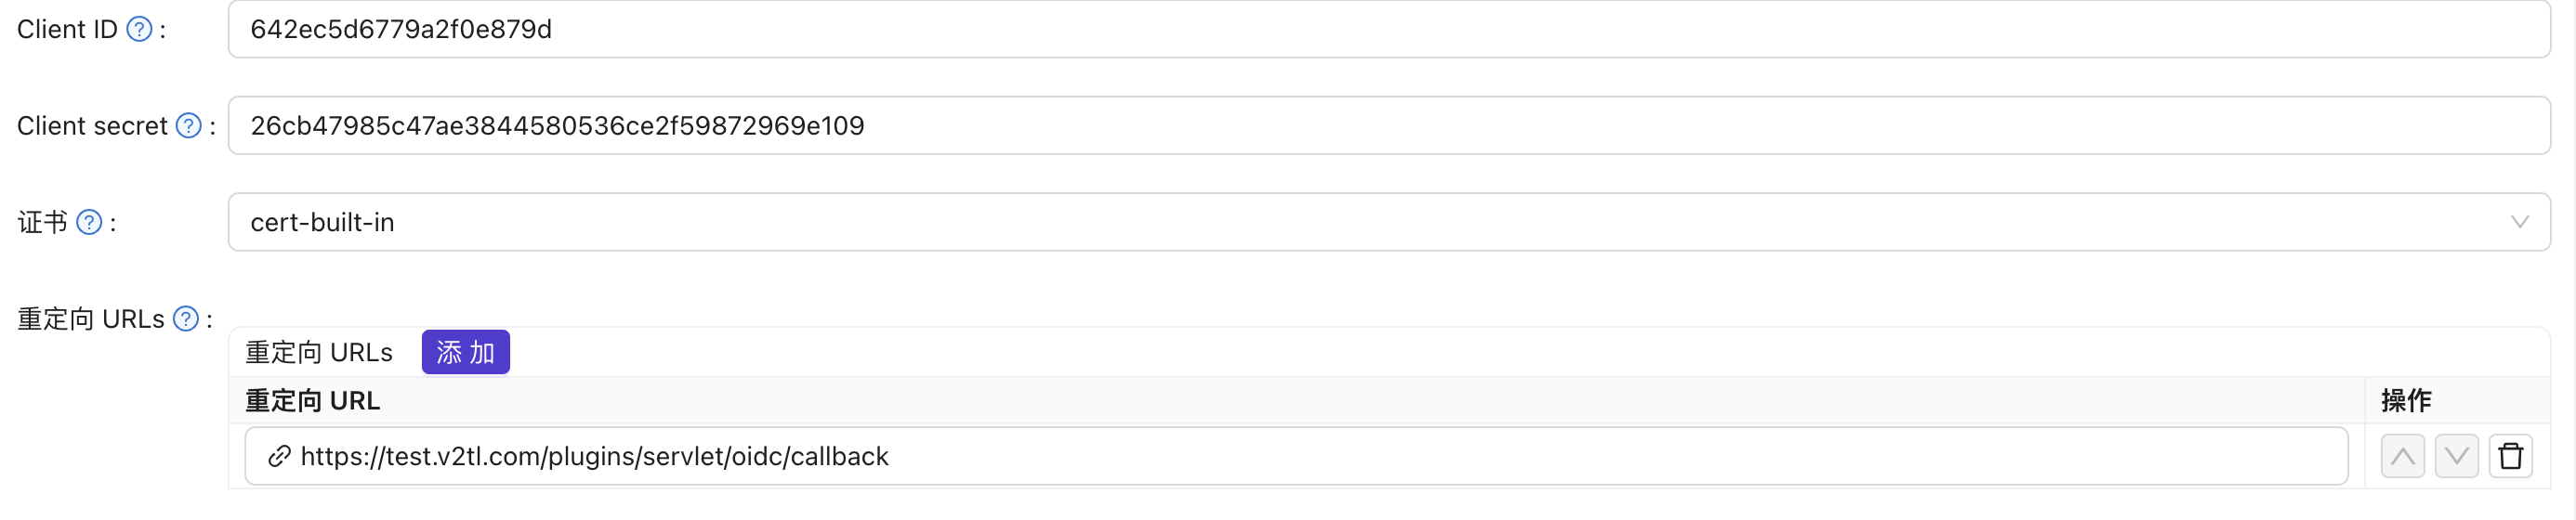 Client ID ? :
642ec5d6779a2f0e879d
Client secret ? :
26cb47985c47ae3844580536ce2f59872969e109
证书 ? :
cert-built-in
重定向 URLs ? :
重定向 URLs 添加
重定向 URL 操作
https://test.v2tl.com/plugins/servlet/oidc/callback